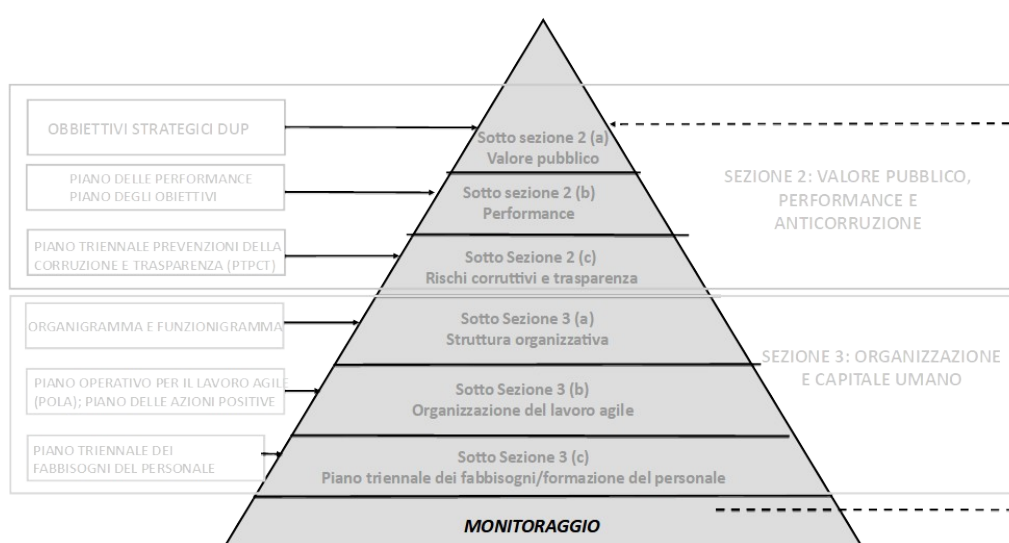 OBBIETTIVI STRATEGICI DUP
Sotto sezione 2 (a)
Valore pubblico
PIANO DELLE PERFORMANCE
PIANO DEGLI OBIETTIVI
Sotto sezione 2 (b)
Performance
SEZIONE 2: VALORE PUBBLICO,
PERFORMANCE E
ANTICORRUZIONE
PIANO TRIENNALE PREVENZIONI DELLA
CORRUZIONE E TRASPARENZA (PTPCT)
Sotto Sezione 2 (c)
Rischi corruttivi e trasparenza
ORGANIGRAMMA E FUNZIONIGRAMMA
Sotto Sezione 3 (a)
Struttura organizzativa
SEZIONE 3: ORGANIZZAZIONE
E CAPITALE UMANO
PIANO OPERATIVO PER IL LAVORO AGILE
(POLA); PIANO DELLE AZIONI POSITIVE
Sotto Sezione 3 (b)
Organizzazione del lavoro agile
PIANO TRIENNALE DEI
FABBISOGNI DEL PERSONALE
Sotto Sezione 3 (c)
Piano triennale dei fabbisogni/formazione del personale
MONITORAGGIO